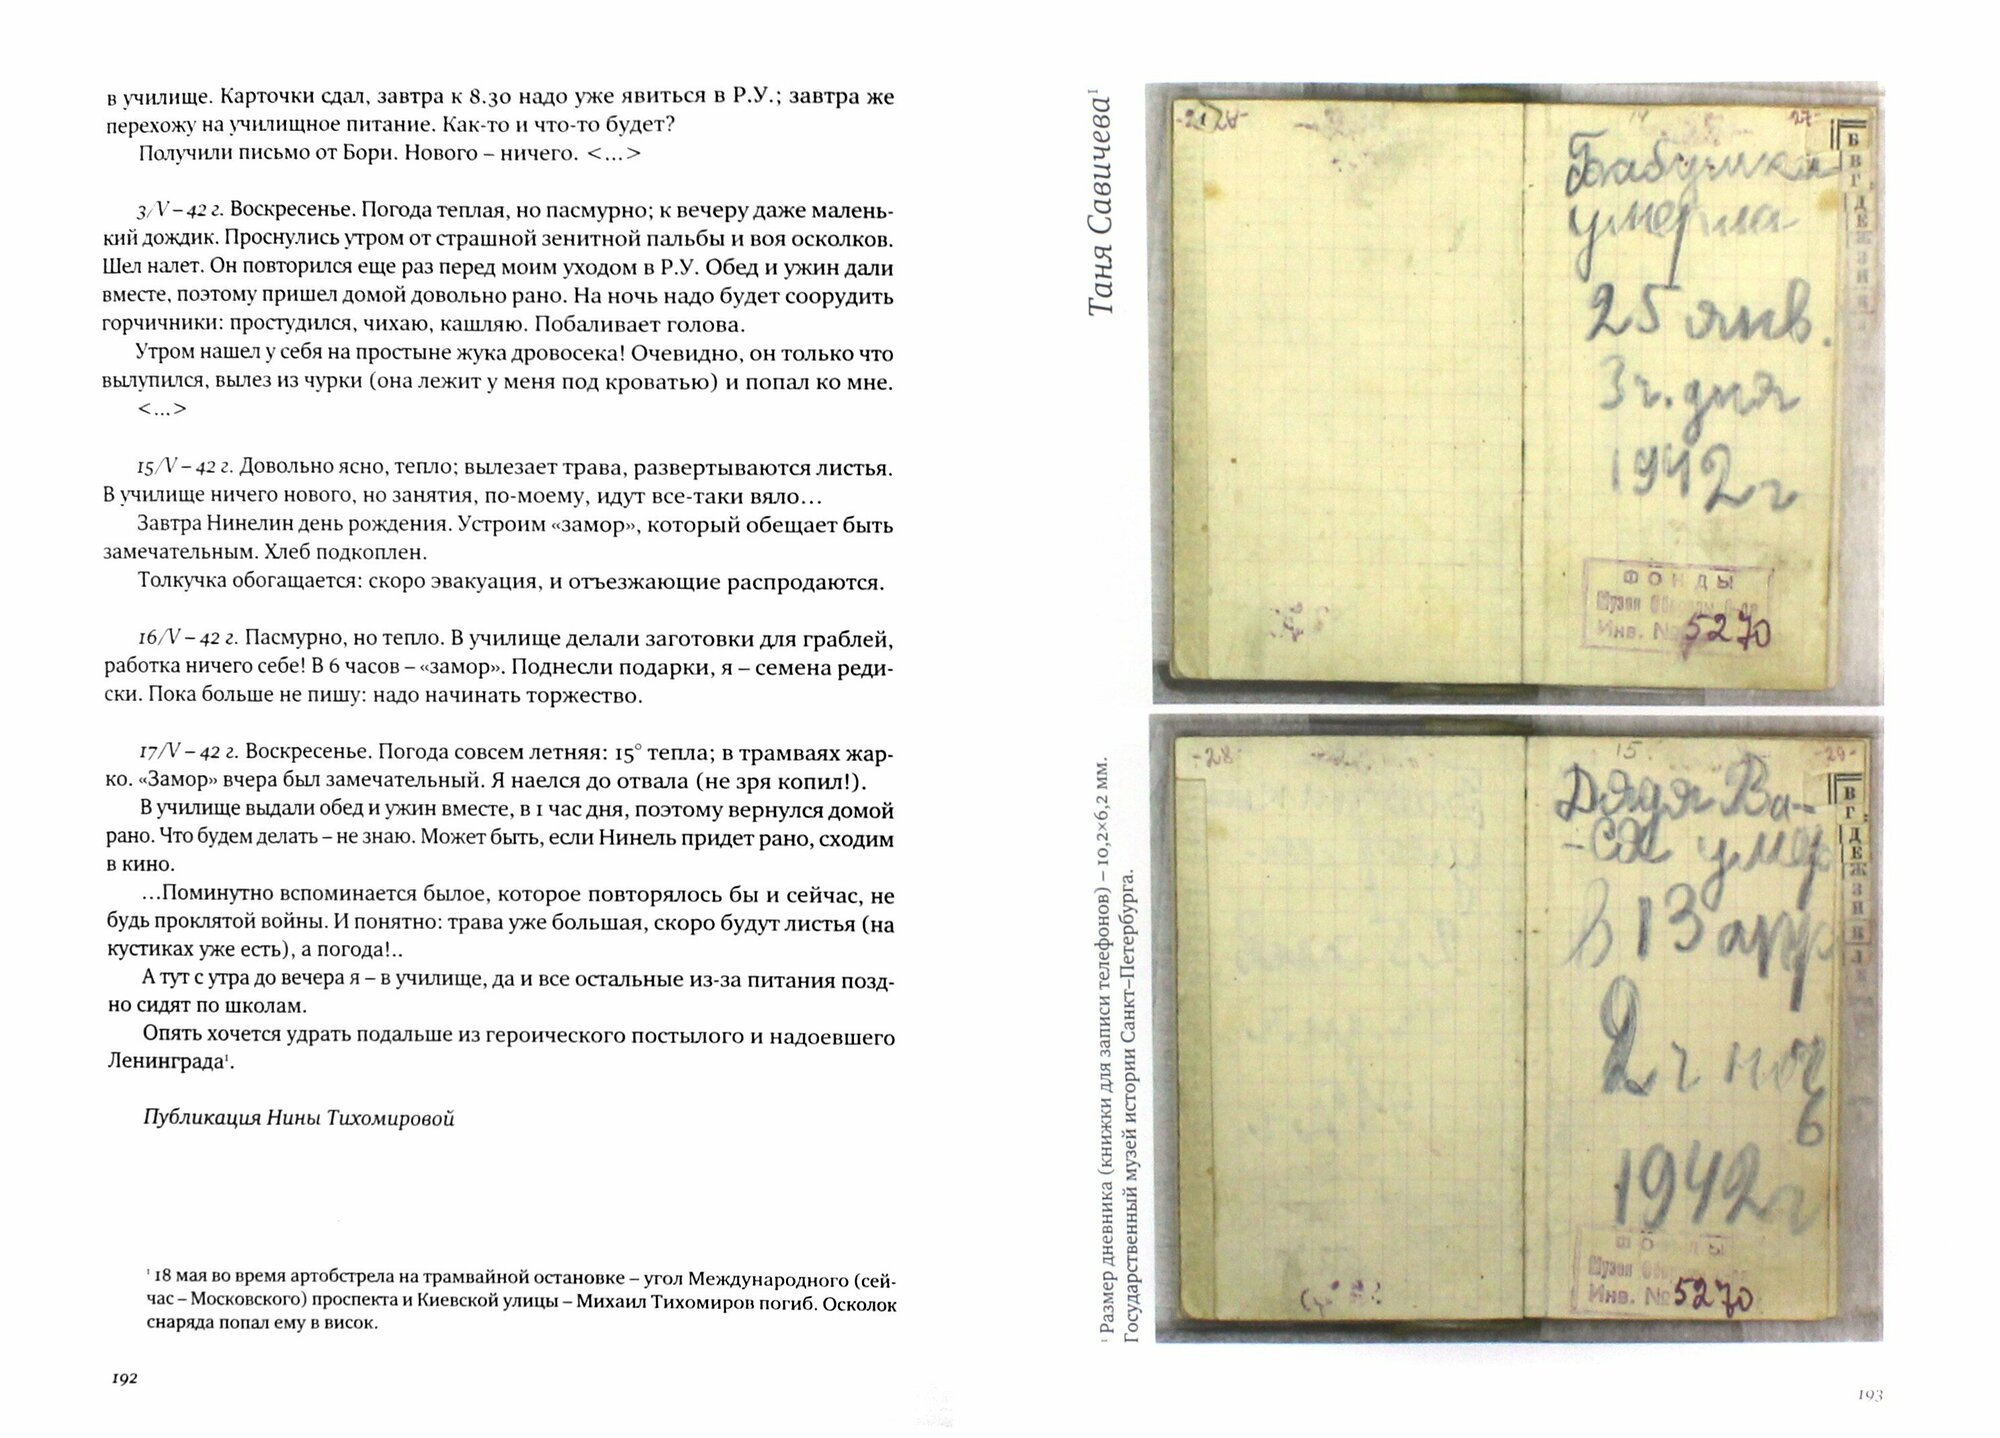 в училище. Карточки сдал, завтра к 8.30 надо уже явиться в Р.У.; завтра же
перехожу на училищное питание. Как-то и что-то будет?
Получили письмо от Бори. Нового – ничего. <...>
3/V – 42 г. Воскресенье. Погода теплая, но пасмурно; к вечеру даже малень-
кий дождик. Проснулись утром от страшной зенитной пальбы и воя осколков.
Шел налет. Он повторился еще раз перед моим уходом в Р.У. Обед и ужин дали
вместе, поэтому пришел домой довольно рано. На ночь надо будет соорудить
горчичники: простудился, чихаю, кашляю. Побаливает голова.
Утром нашел у себя на простыне жука дровосека! Очевидно, он только что
вылупился, вылез из чурки (она лежит у меня под кроватью) и попал ко мне.
<...>
15/V – 42 г. Довольно ясно, тепло; вылезает трава, развертываются листья.
В училище ничего нового, но занятия, по-моему, идут все-таки вяло...
Завтра Нинелин день рождения. Устроим «замор», который обещает быть
замечательным. Хлеб подкоплен.
Толкучка обогащается: скоро эвакуация, и отъезжающие распродаются.
16/V – 42 г. Пасмурно, но тепло. В училище делали заготовки для граблей,
работка ничего себе! В 6 часов – «замор». Поднесли подарки, я – семена реди-
ски. Пока больше не пишу: надо начинать торжество.
17/V – 42 г. Воскресенье. Погода совсем летняя: 15° тепла; в трамваях жар-
ко. «Замор» вчера был замечательный. Я наелся до отвала (не зря копил!).
В училище выдали обед и ужин вместе, в 1 час дня, поэтому вернулся домой
рано. Что будем делать – не знаю. Может быть, если Нинель придет рано, сходим
в кино.
...Поминутно вспоминается былое, которое повторялось бы и сейчас, не
будь проклятой войны. И понятно: трава уже большая, скоро будут листья (на
кустиках уже есть), а погода!..
А тут с утра до вечера я – в училище, да и все остальные из-за питания позд-
но сидят по школам.
Опять хочется удрать подальше из героического постылого и надоевшего
Ленинграда¹.
Публикация Нины Тихомировой
¹ 18 мая во время артобстрела на трамвайной остановке – угол Международного (сей-
час – Московского) проспекта и Киевской улицы – Михаил Тихомиров погиб. Осколок
снаряда попал ему в висок.
192
Таня Савичева¹
-27-
Бабушка
умерла
25 янв.
3 ч. дня
1942 г
ФОНДЫ
Музея
Инв. № 5270
Б
В
Г
Д
Е
Ж
З
И
-28-
15.
-29-
Дядя Ва-
-ся умер
в 13 апр
2 ч ноч
ь
1942 г
Музея
Инв. № 5270
В
Г
Д
Е
Ж
З
И
К
Л
¹ Размер дневника (книжки для записи телефонов) – 10,2×6,2 мм.
Государственный музей истории Санкт–Петербурга.
193